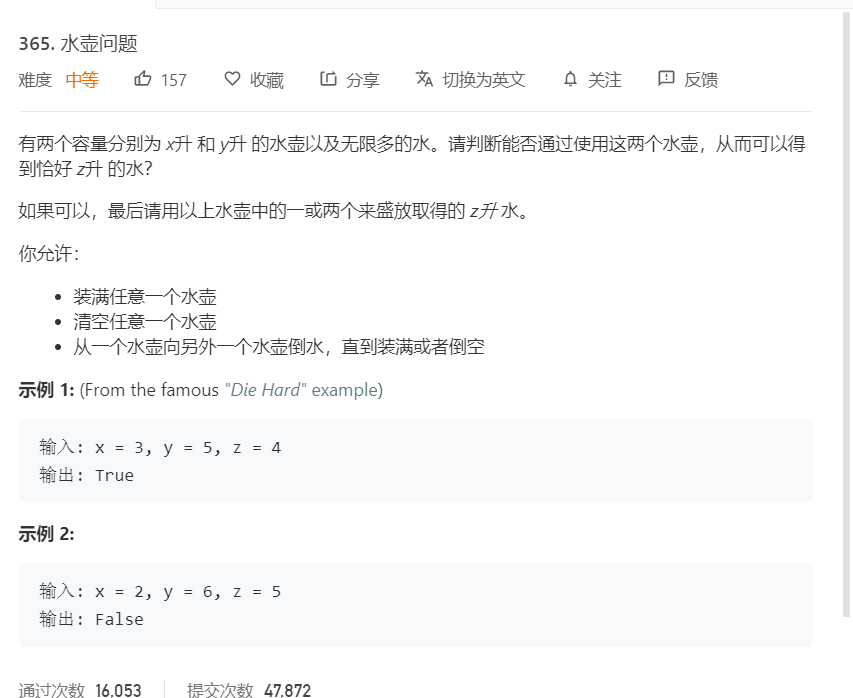 365. 水壶问题
难度 中等 157 收藏 分享 切换为英文 关注 反馈
有两个容量分别为 x升 和 y升 的水壶以及无限多的水。请判断能否通过使用这两个水壶，从而可以得
到恰好 z升 的水？
如果可以，最后请用以上水壶中的一或两个来盛放取得的 z升 水。
你允许：
• 装满任意一个水壶
• 清空任意一个水壶
• 从一个水壶向另外一个水壶倒水，直到装满或者倒空
示例 1: (From the famous "Die Hard" example)
输入: x = 3, y = 5, z = 4
输出: True
示例 2:
输入: x = 2, y = 6, z = 5
输出: False
通过次数 16,053 提交次数 47,872